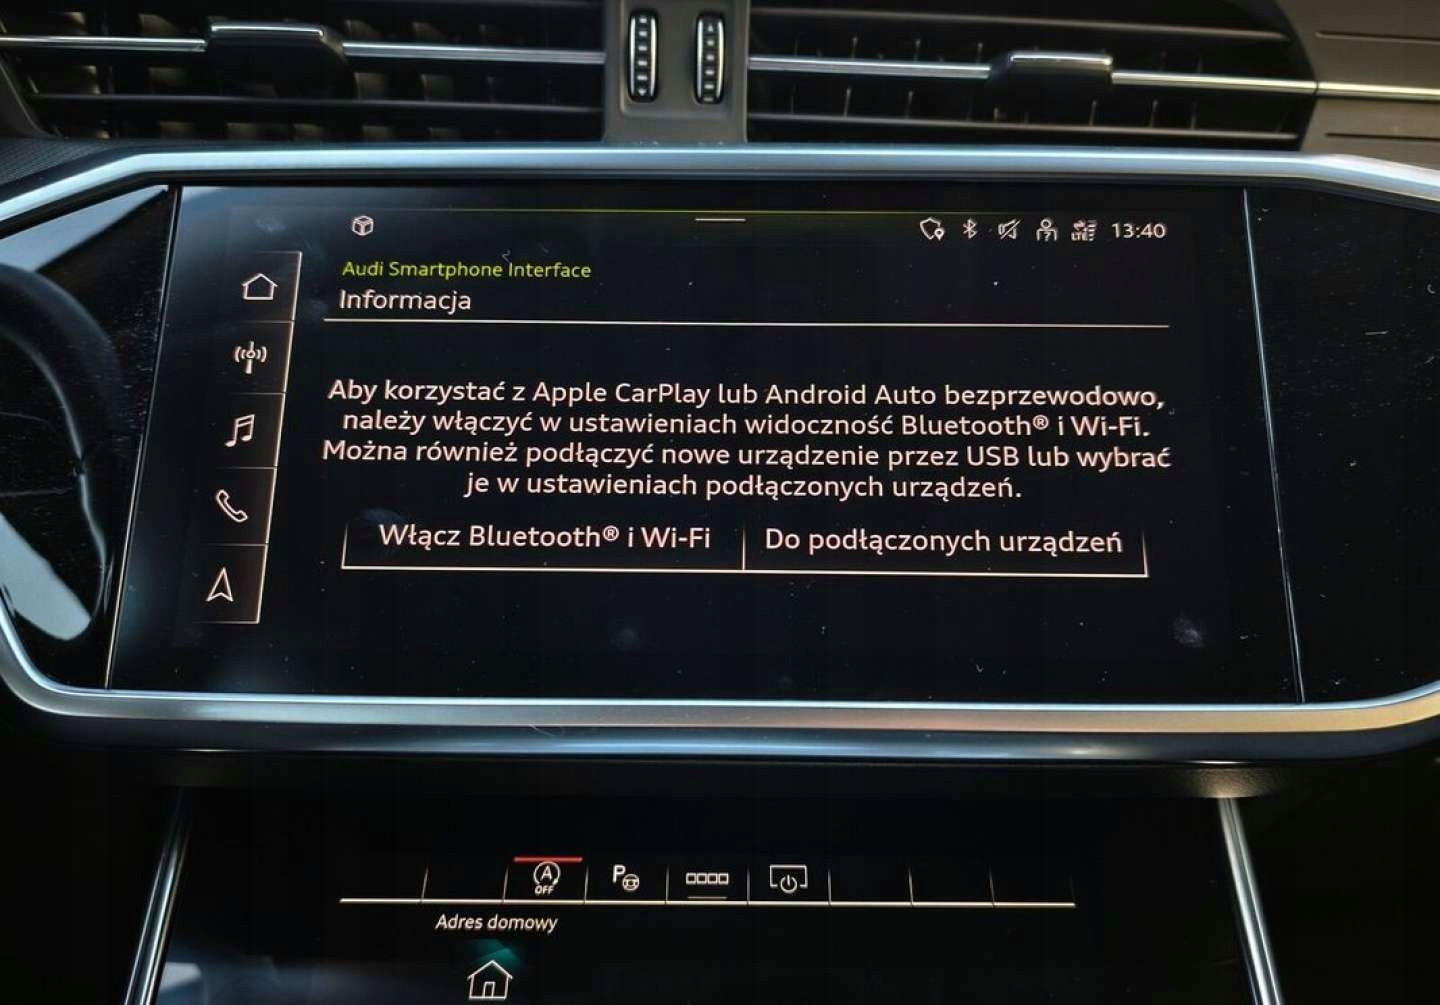 13:40
Audi Smartphone Interface
Informacja
Aby korzystać z Apple CarPlay lub Android Auto bezprzewodowo,
należy włączyć w ustawieniach widoczność Bluetooth® i Wi-Fi.
Można również podłączyć nowe urządzenie przez USB lub wybrać
je w ustawieniach podłączonych urządzeń.
Włącz Bluetooth® i Wi-Fi
Do podłączonych urządzeń
A
OFF
P
Adres domowy